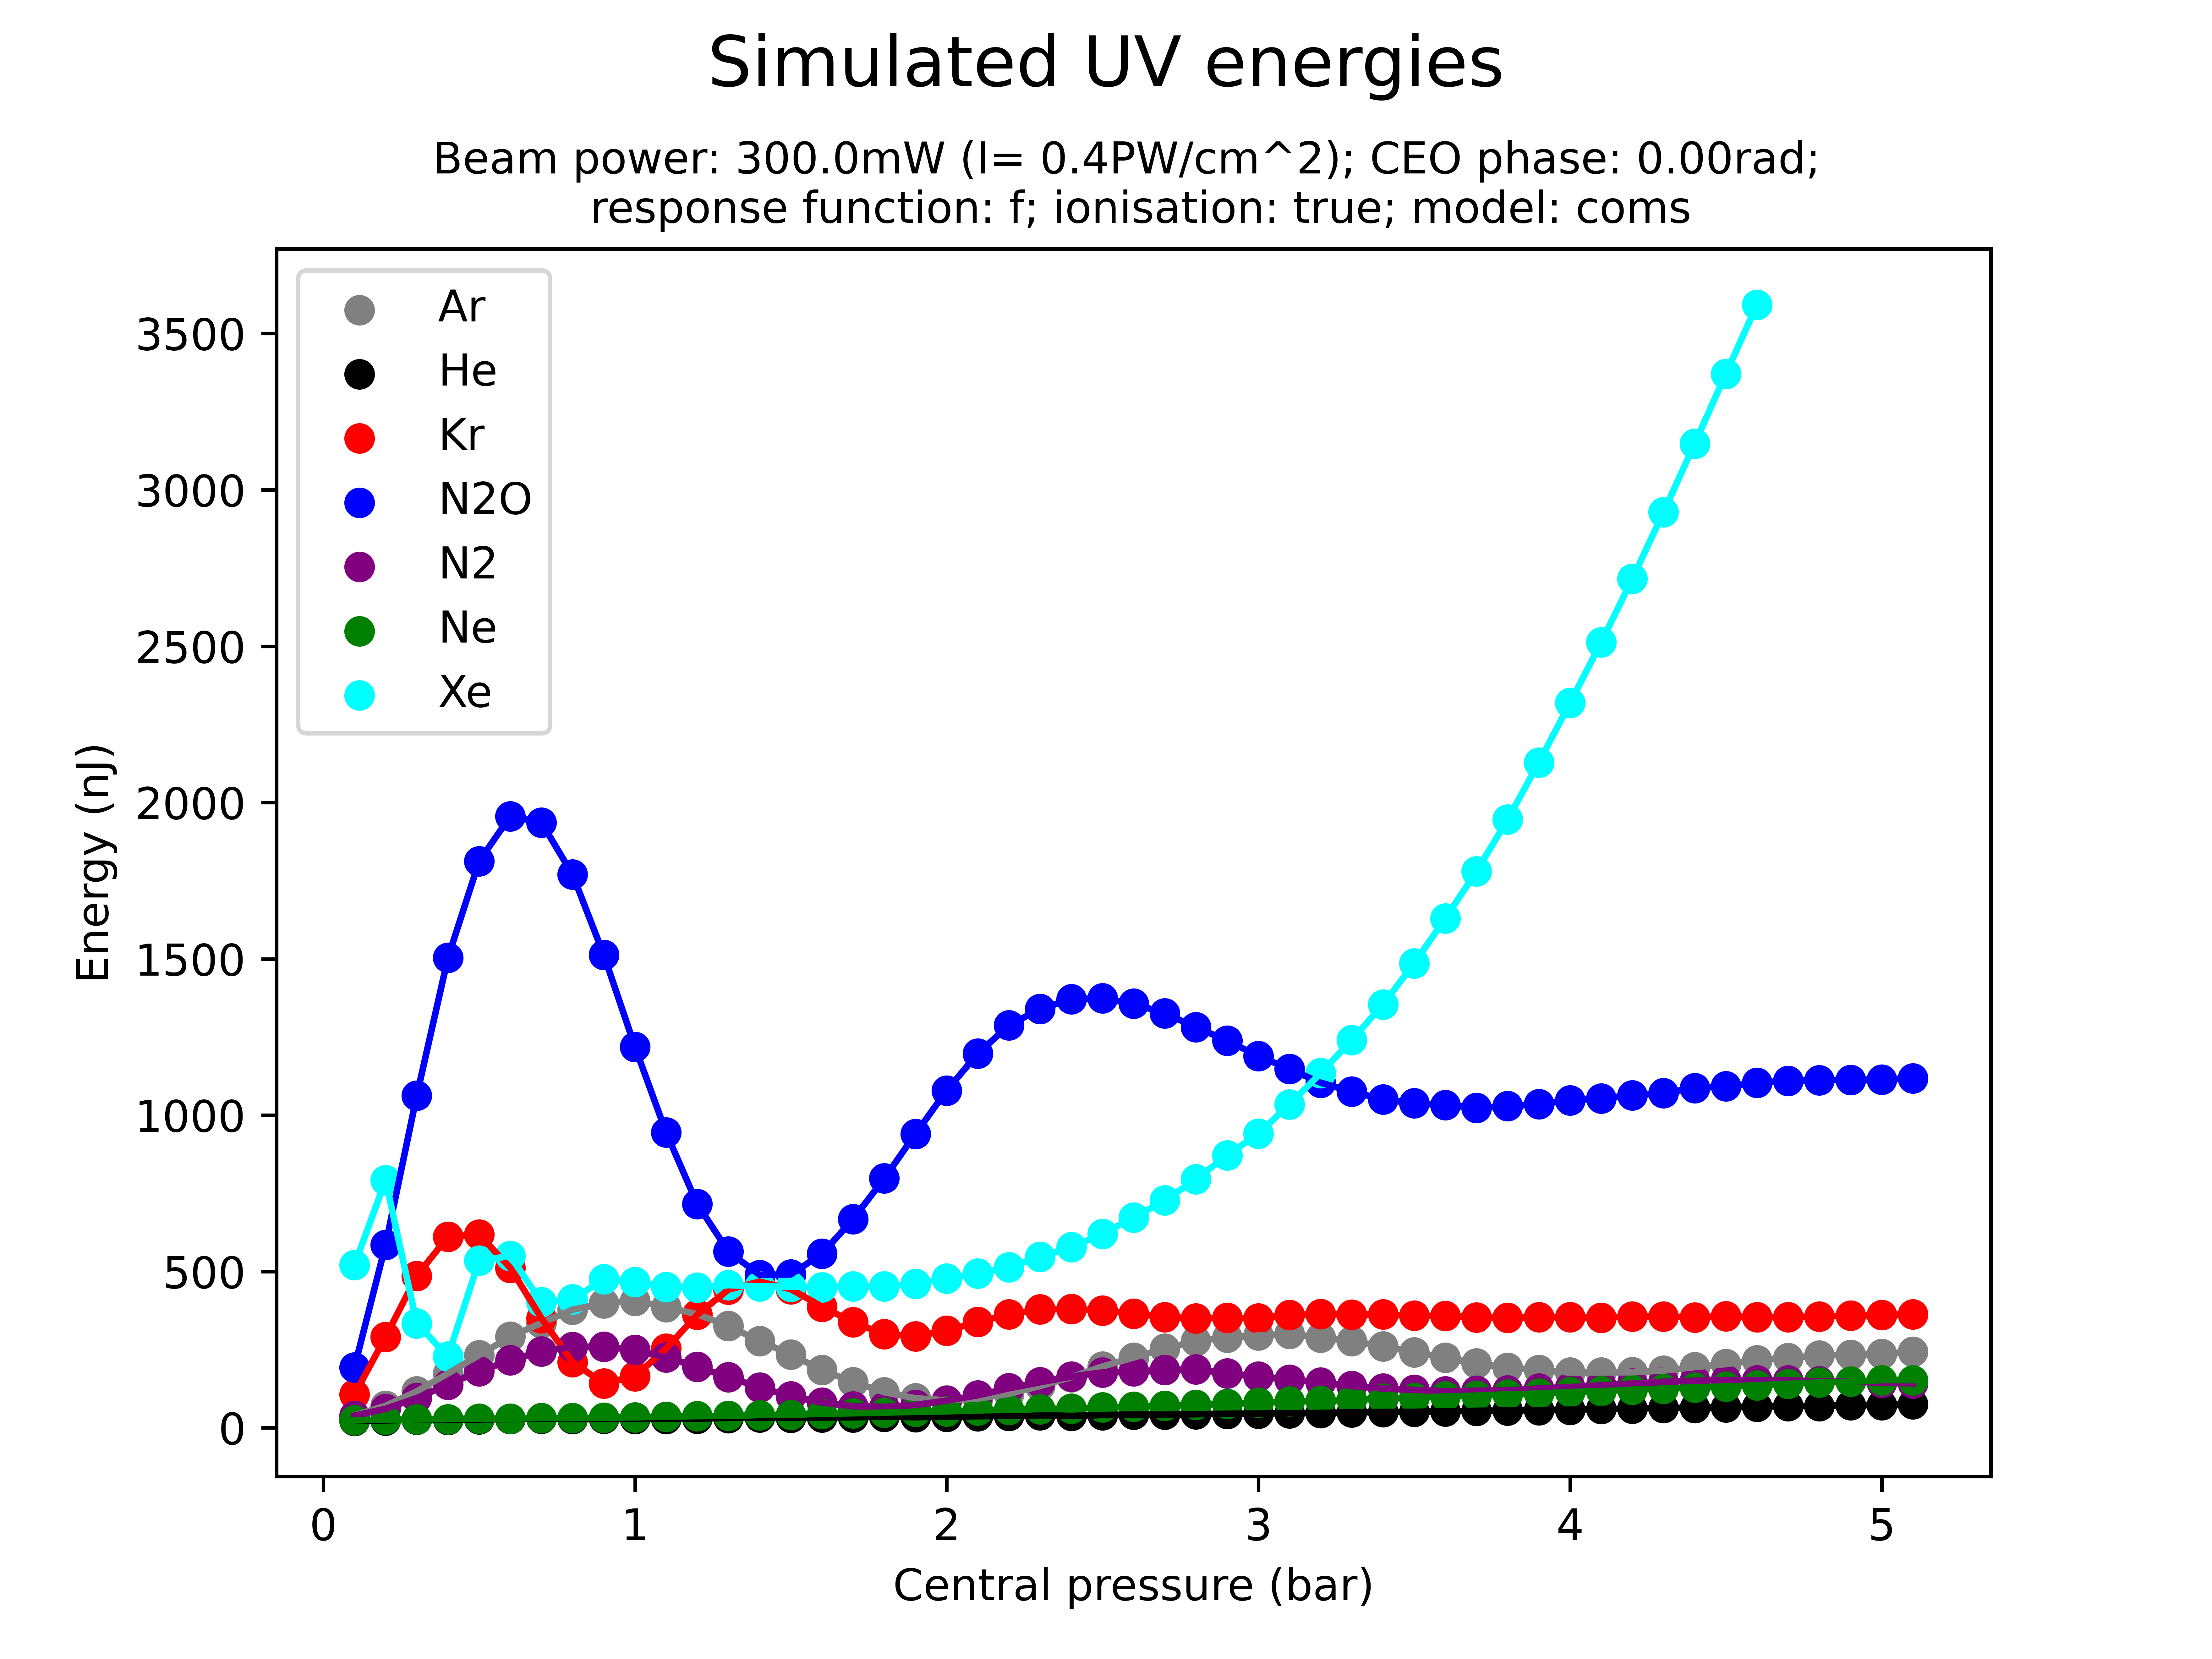 Simulated UV energies
Beam power: 300.0mW (I= 0.4PW/cm^2); CEO phase: 0.00rad;
response function: f; ionisation: true; model: coms
Ar
He
Kr
N2O
N2
Ne
Xe
3500
3000
2500
2000
1500
1000
500
0
Energy (nJ)
0 1 2 3 4 5
Central pressure (bar)